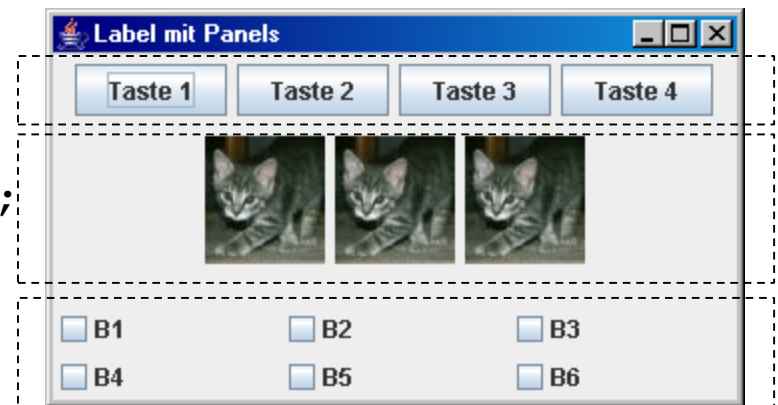 Label mit Panels
Taste 1 Taste 2 Taste 3 Taste 4
;
B1 B2 B3
B4 B5 B6